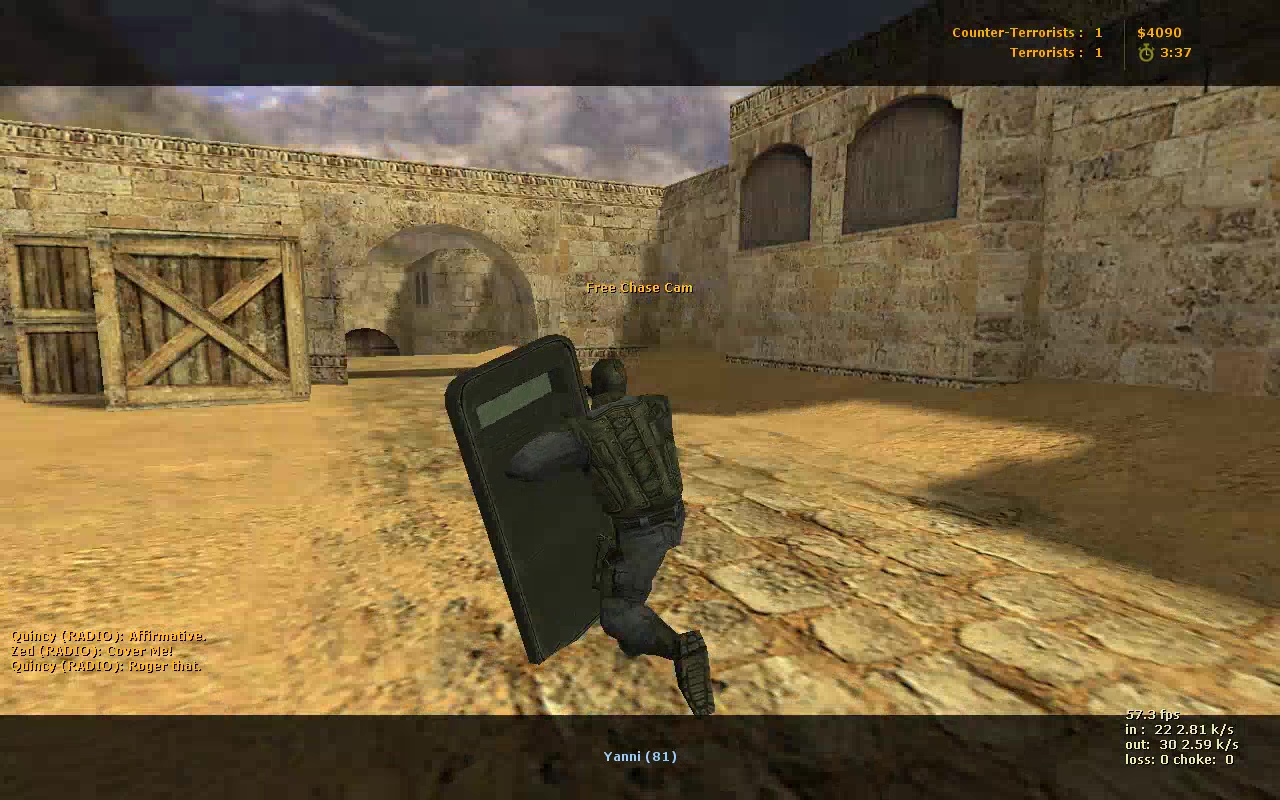 Counter-Terrorists : 1 $4090
Terrorists : 1 3:37
Free Chase Cam
Quincy (RADIO): Affirmative.
Zed (RADIO): Cover Me!
Quincy (RADIO): Roger that.
57.3 fps
in : 22 2.81 k/s
out: 30 2.59 k/s
loss: 0 choke: 0
Yanni (81)